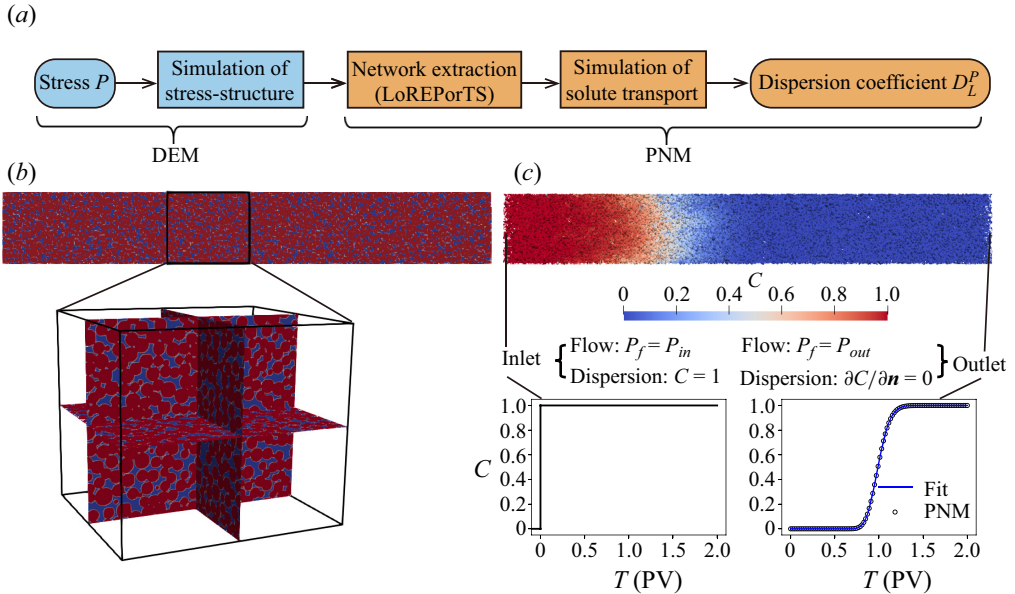 (a)
Stress P
Simulation of
stress-structure
Network extraction
(LoREPorTS)
Simulation of
solute transport
Dispersion coefficient D_L^P
DEM
PNM
(b)
(c)
C
0 0.2 0.4 0.6 0.8 1.0
Inlet
Flow: P_f = P_in
Dispersion: C = 1
Flow: P_f = P_out
Dispersion: ∂C/∂n = 0
Outlet
C
1.0
0.8
0.6
0.4
0.2
0
0 0.5 1.0 1.5 2.0
T (PV)
1.0
0.8
0.6
0.4
0.2
0
Fit
PNM
0 0.5 1.0 1.5 2.0
T (PV)